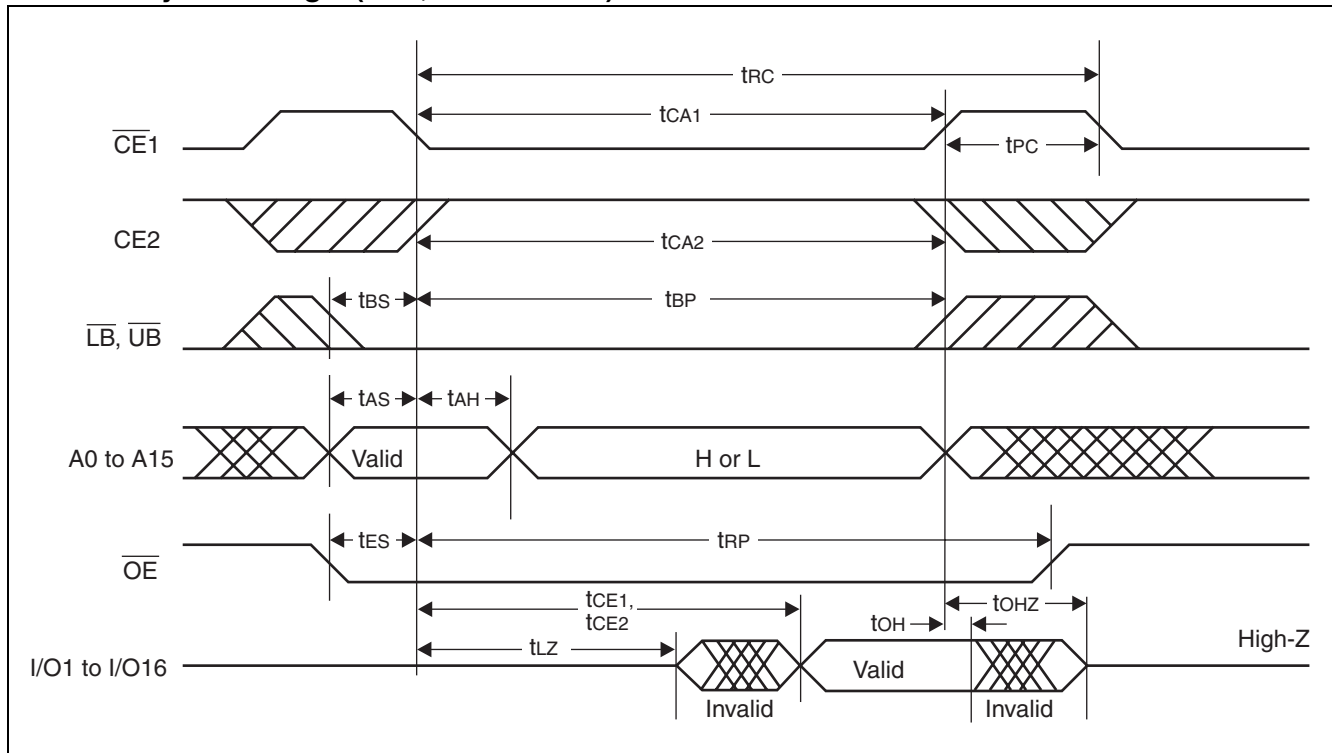 tRC
tCA1
CE1
tPC
CE2
tCA2
tBS
tBP
LB, UB
tAS
tAH
A0 to A15
Valid
H or L
tES
tRP
OE
tCE1,
tCE2
tOHZ
tOH
tLZ
High-Z
I/O1 to I/O16
Valid
Invalid
Invalid